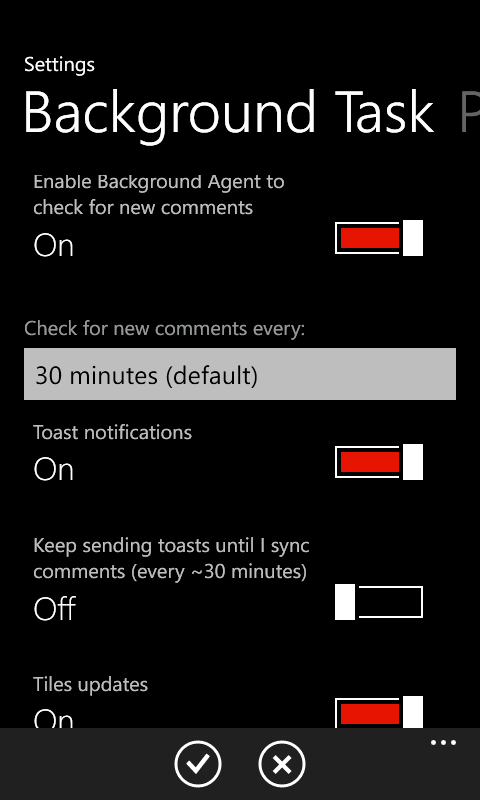 Settings
Background Task P
Enable Background Agent to
check for new comments
On
Check for new comments every:
30 minutes (default)
Toast notifications
On
Keep sending toasts until I sync
comments (every ~30 minutes)
Off
Tiles updates
On